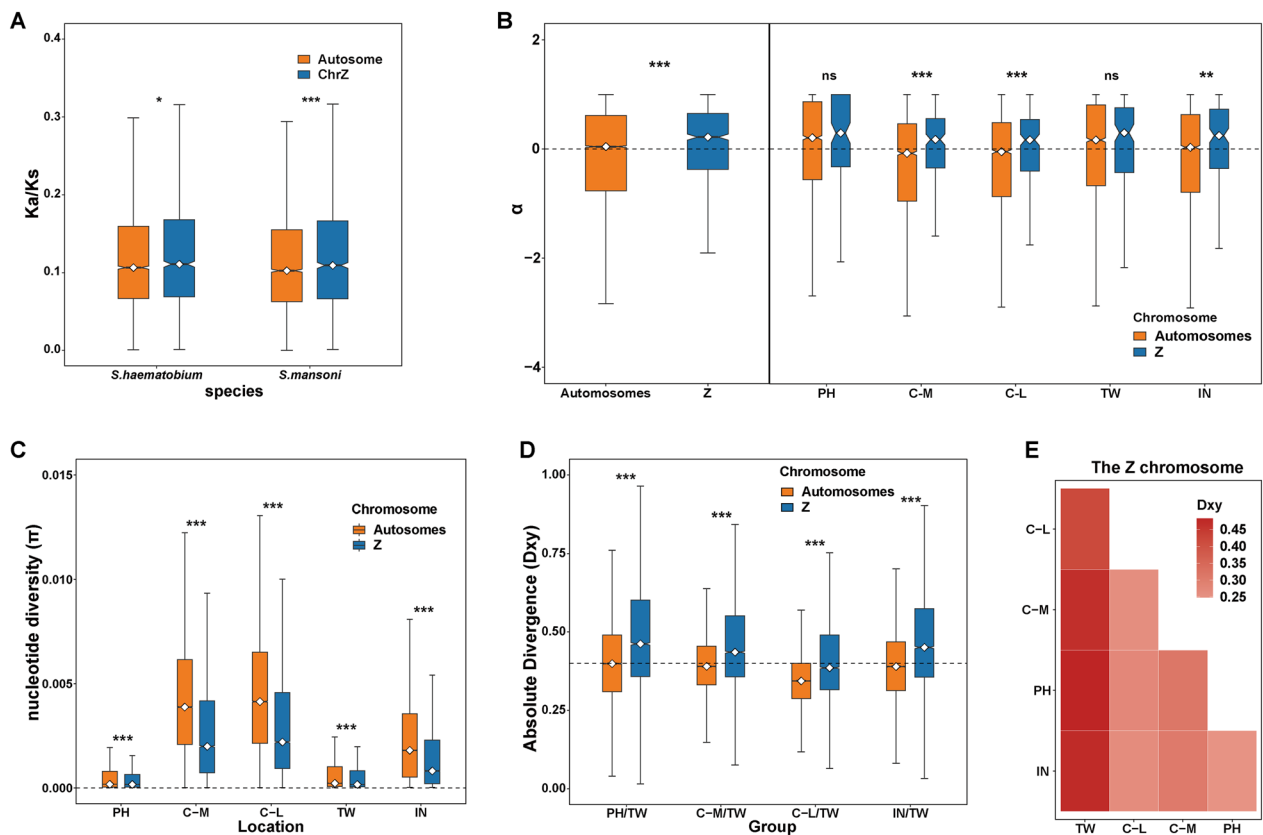 A
Ka/Ks
0.4
0.3
0.2
0.1
0.0
Autosome
ChrZ
*
***
S.haematobium
S.mansoni
species
B
α
2
0
−2
−4
***
ns
***
***
ns
**
Chromosome
Automosomes
Z
Automosomes
Z
PH
C-M
C-L
TW
IN
C
nucleotide diversity (π)
0.015
0.010
0.005
0.000
***
***
***
***
***
Chromosome
Autosomes
Z
PH
C−M
C−L
TW
IN
Location
D
Absolute Divergence (Dxy)
1.00
0.75
0.50
0.25
0.00
***
***
***
***
Chromosome
Automosomes
Z
PH/TW
C−M/TW
C−L/TW
IN/TW
Group
E
The Z chromosome
Dxy
0.45
0.40
0.35
0.30
0.25
C−L
C−M
PH
IN
TW
C−L
C−M
PH